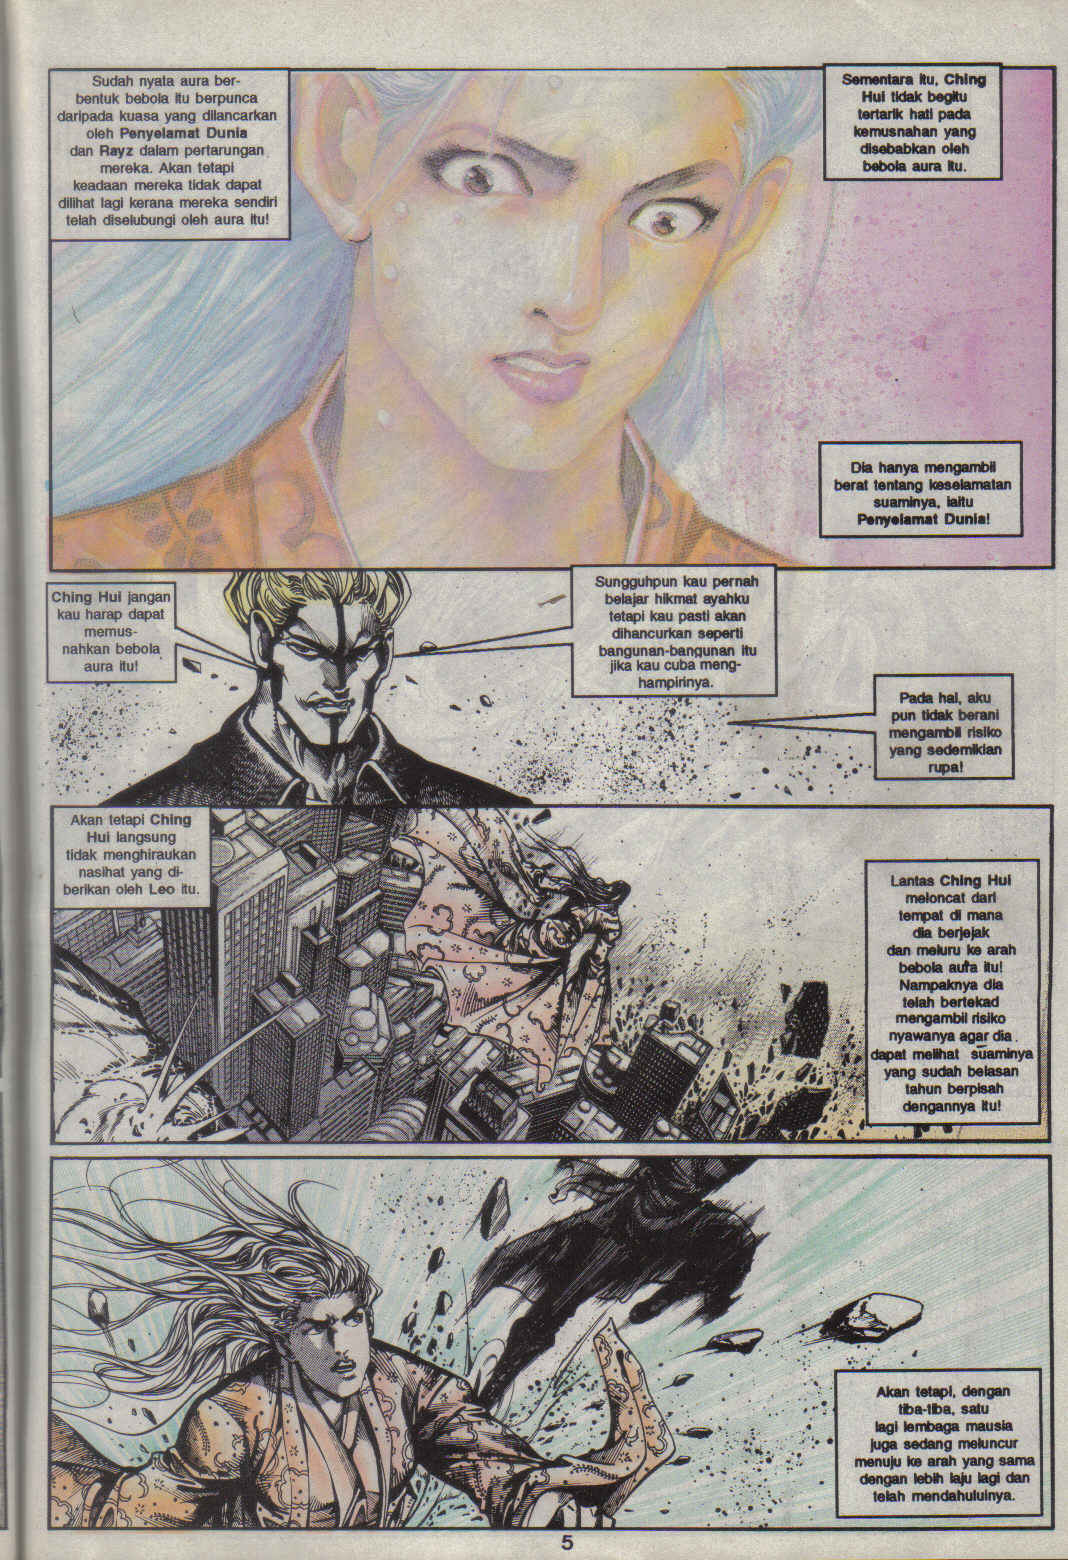 Sudah nyata aura ber-
bentuk bebola itu berpunca
daripada kuasa yang dilancarkan
oleh Penyelamat Dunia
dan Rayz dalam pertarungan
mereka. Akan tetapi
keadaan mereka tidak dapat
dilihat lagi kerana mereka sendiri
telah diselubungi oleh aura itu!
Sementara itu, Ching
Hui tidak begitu
tertarik hati pada
kemusnahan yang
disebabkan oleh
bebola aura itu.
Dia hanya mengambil
berat tentang keselamatan
suaminya, iaitu
Penyelamat Dunia!
Ching Hui jangan
kau harap dapat
memus-
nahkan bebola
aura itu!
Sungguhpun kau pernah
belajar hikmat ayahku
tetapi kau pasti akan
dihancurkan seperti
bangunan-bangunan itu
jika kau cuba meng-
hampirinya.
Pada hal, aku
pun tidak berani
mengambil risiko
yang sedemikian
rupa!
Akan tetapi Ching
Hui langsung
tidak menghiraukan
nasihat yang di-
berikan oleh Leo itu.
Lantas Ching Hui
meloncat dari
tempat di mana
dia berjejak
dan meluru ke arah
bebola aura itu!
Nampaknya dia
telah bertekad
mengambil risiko
nyawanya agar dia
dapat melihat suaminya
yang sudah belasan
tahun berpisah
dengannya itu!
Akan tetapi, dengan
tiba-tiba, satu
lagi lembaga mausia
juga sedang meluncur
menuju ke arah yang sama
dengan lebih laju lagi dan
telah mendahuluinya.
5